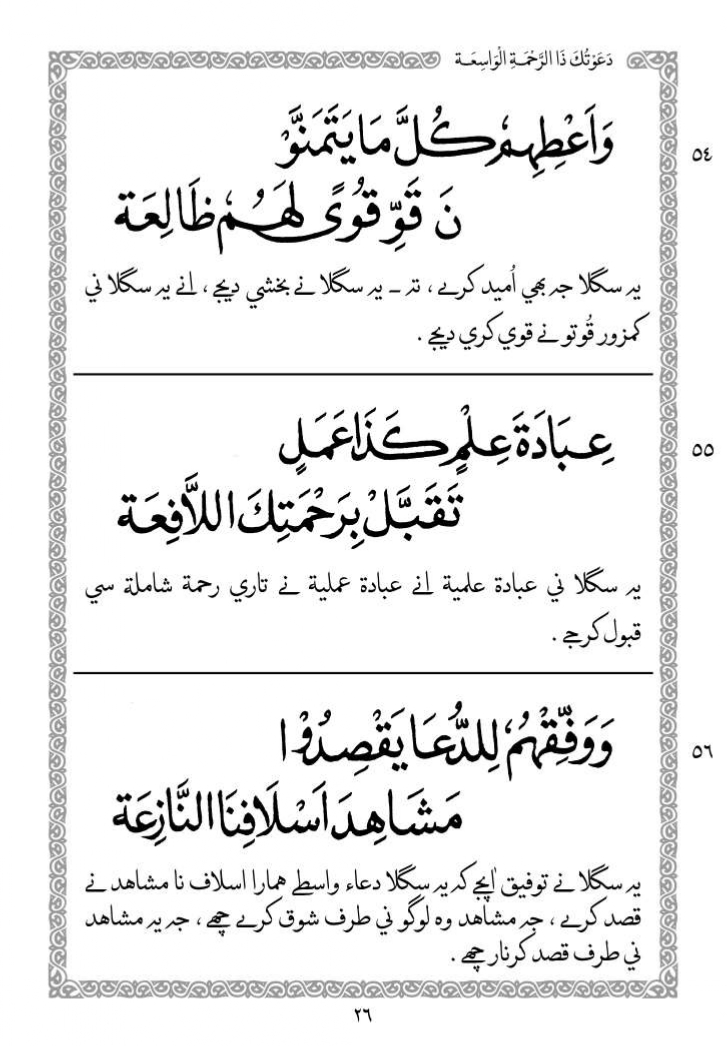 دَعَوْتُكَ ذَا الرَّحْمَةِ الْوَاسِعَة
٥٤
وَاَعْطِهِمُ كُلَّ مَا يَتَمَنَّوْ
نَ قَوِّ قُوًى لَهُمُ ظَالِعَة
يہ سگلا جہ بھي اُميد کرے ، تہ ـ يہ سگلا نے بخشي ديجے ، انے يہ سگلا ني
کمزور قُوتو نے قوي کري ديجے .
٥٥
عِبَادَةَ عِلْمٍ كَذَا عَمَلٍ
تَقَبَّلْ بِرَحْمَتِكَ اللاَّفِعَة
يہ سگلا ني عبادة علمية انے عبادة عملية نے تاري رحمة شاملة سي
قبول کرجے .
٥٦
وَوَفِّقْهُمُ لِلدُّعَا يَقْصِدُوْا
مَشَاهِدَ اَسْلَافِنَا النَّازِعَة
يہ سگلا نے توفيق اٰپجے کہ يہ سگلا دعاء واسطے همارا اسلاف نا مشاهد نے
قصد کرے ، جہ مشاهد وہ لوگو ني طرف شوق کرے چھے ، جہ يہ مشاهد
ني طرف قصد کرنار چھے .
٢٦